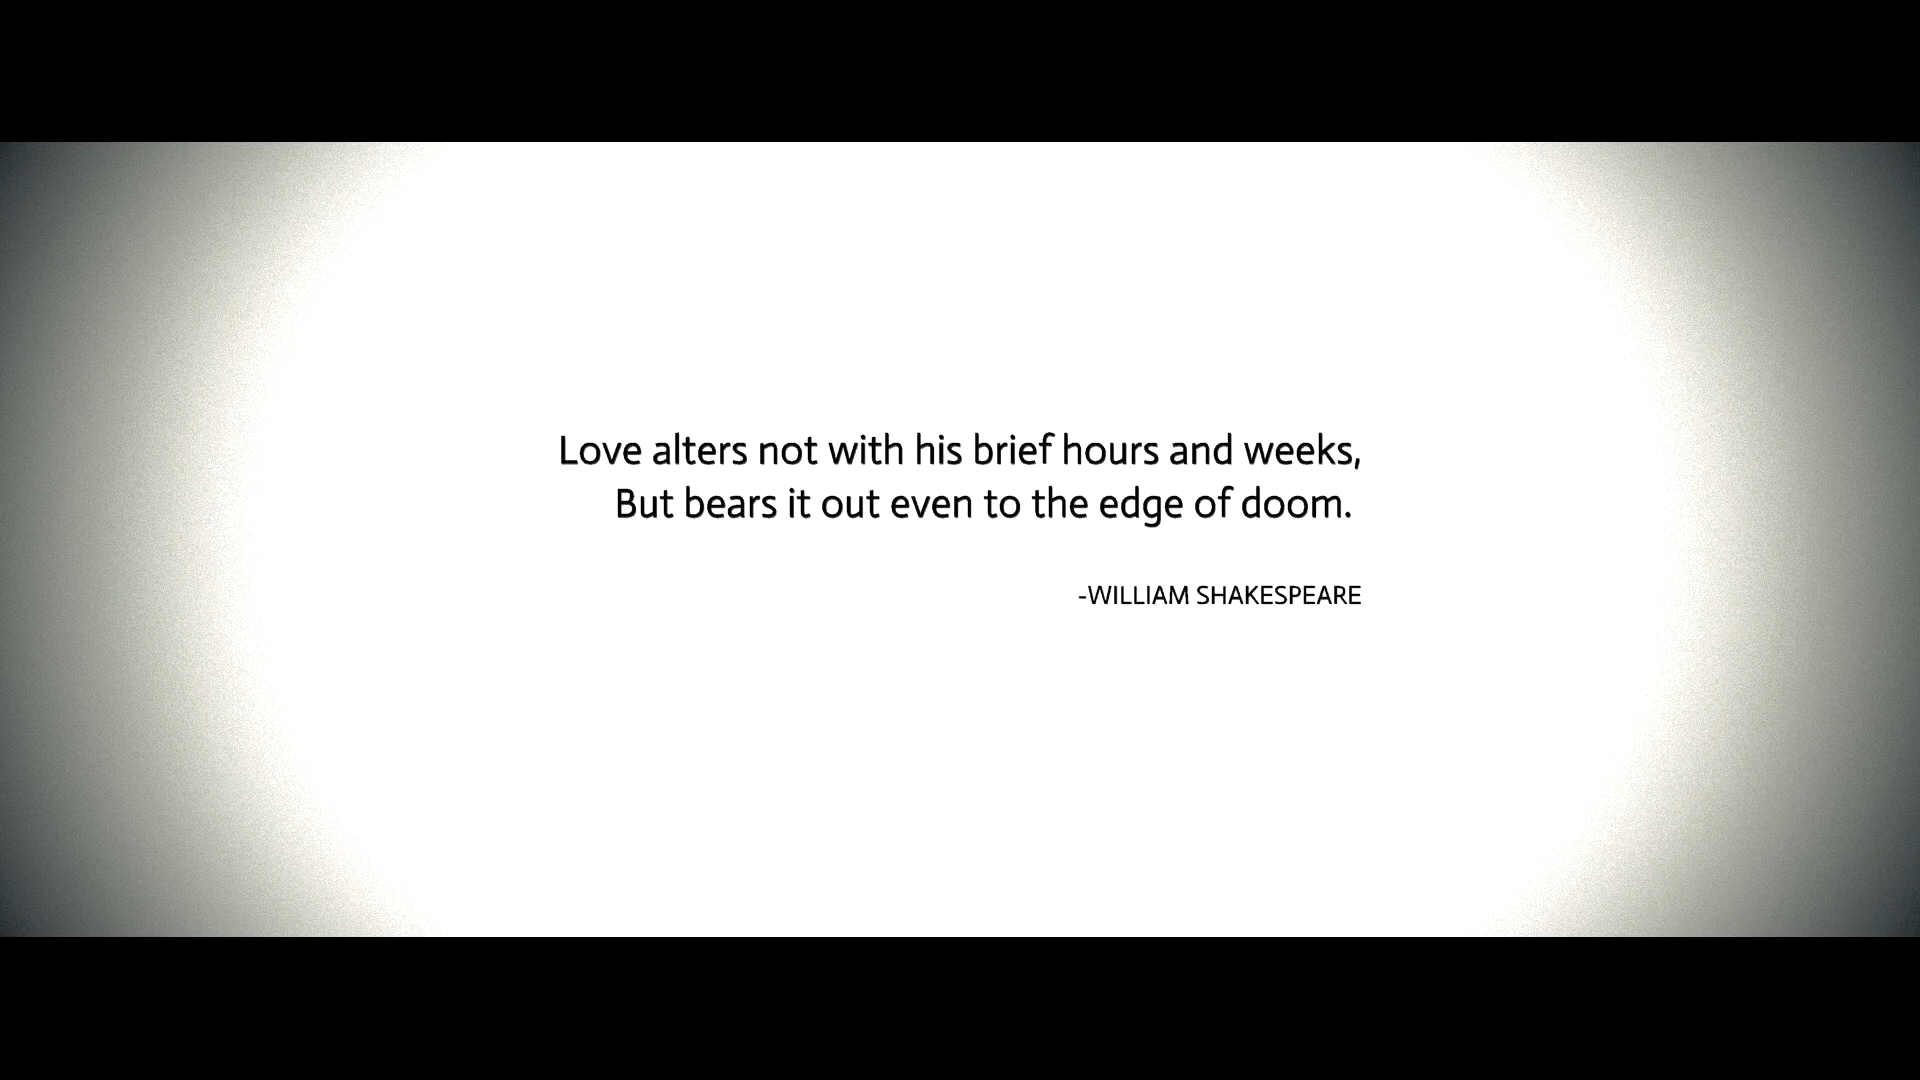 Love alters not with his brief hours and weeks,
But bears it out even to the edge of doom.
-WILLIAM SHAKESPEARE